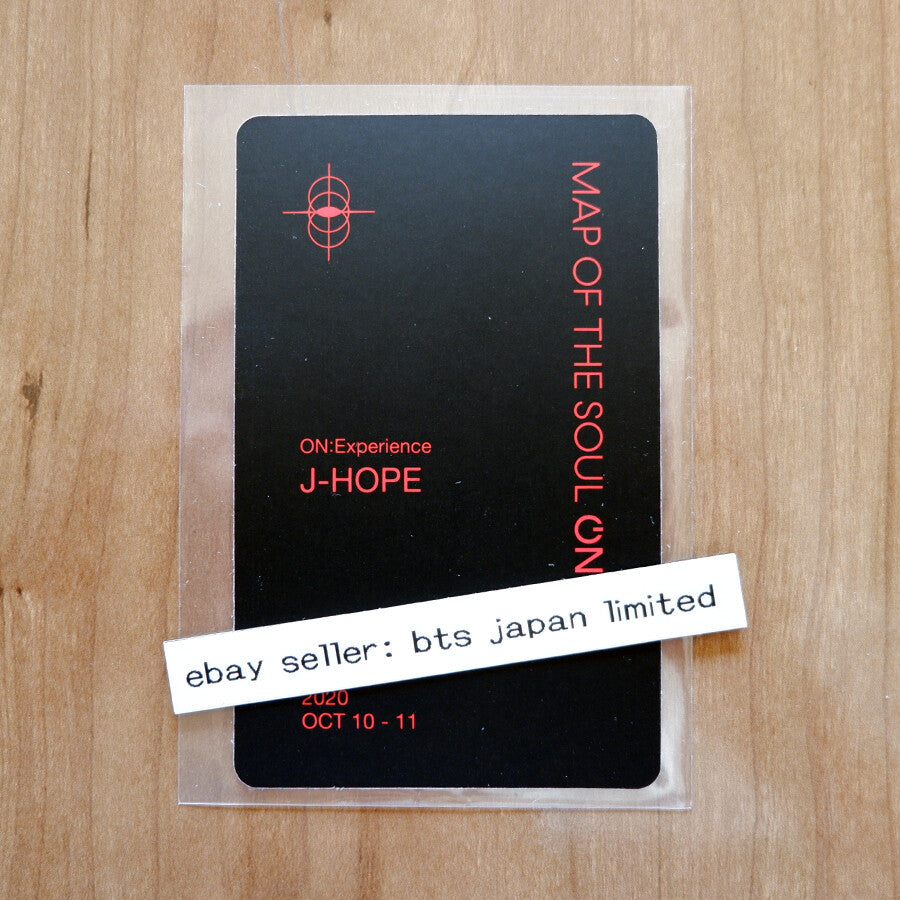 MAP OF THE SOUL ON
ON:Experience
J-HOPE
ebay seller: bts japan limited
2020
OCT 10 - 11